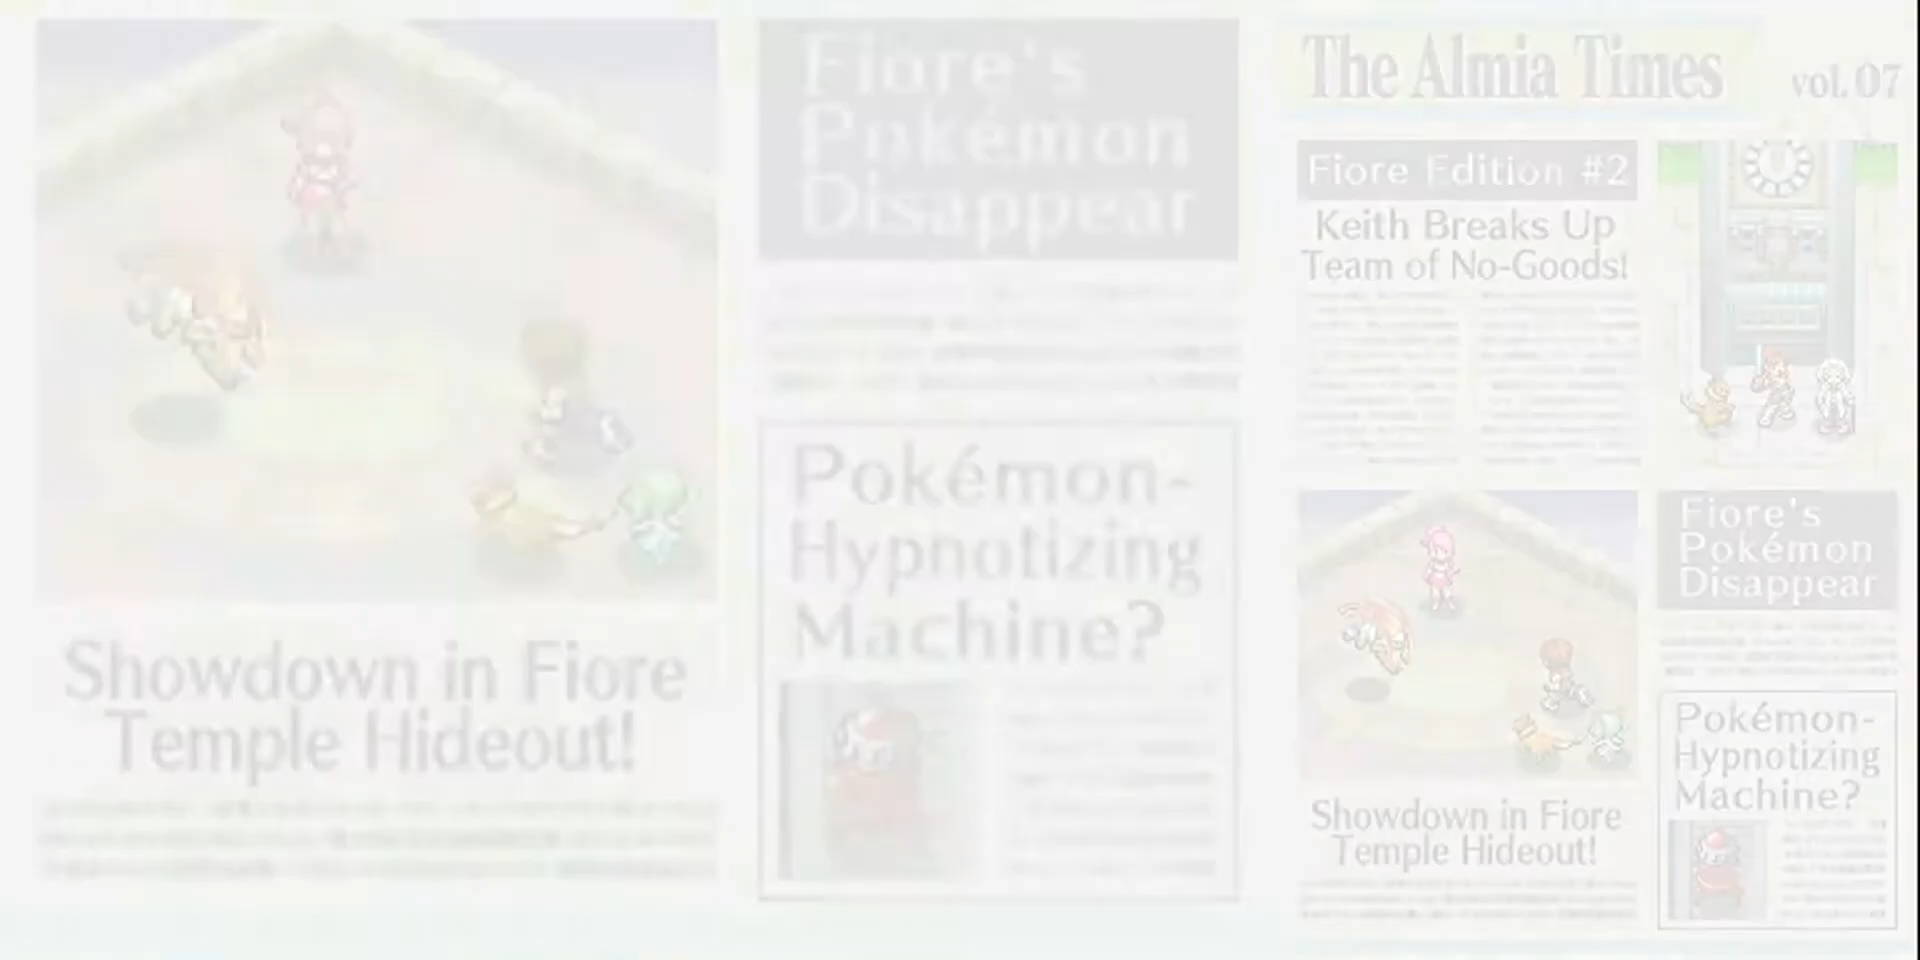 Fiore's
Pokémon
Disappear
Pokémon-
Hypnotizing
Machine?
Showdown in Fiore
Temple Hideout!
The Almia Times
vol. 07
Fiore Edition #2
Keith Breaks Up
Team of No-Goods!
Fiore's
Pokémon
Disappear
Pokémon-
Hypnotizing
Machine?
Showdown in Fiore
Temple Hideout!